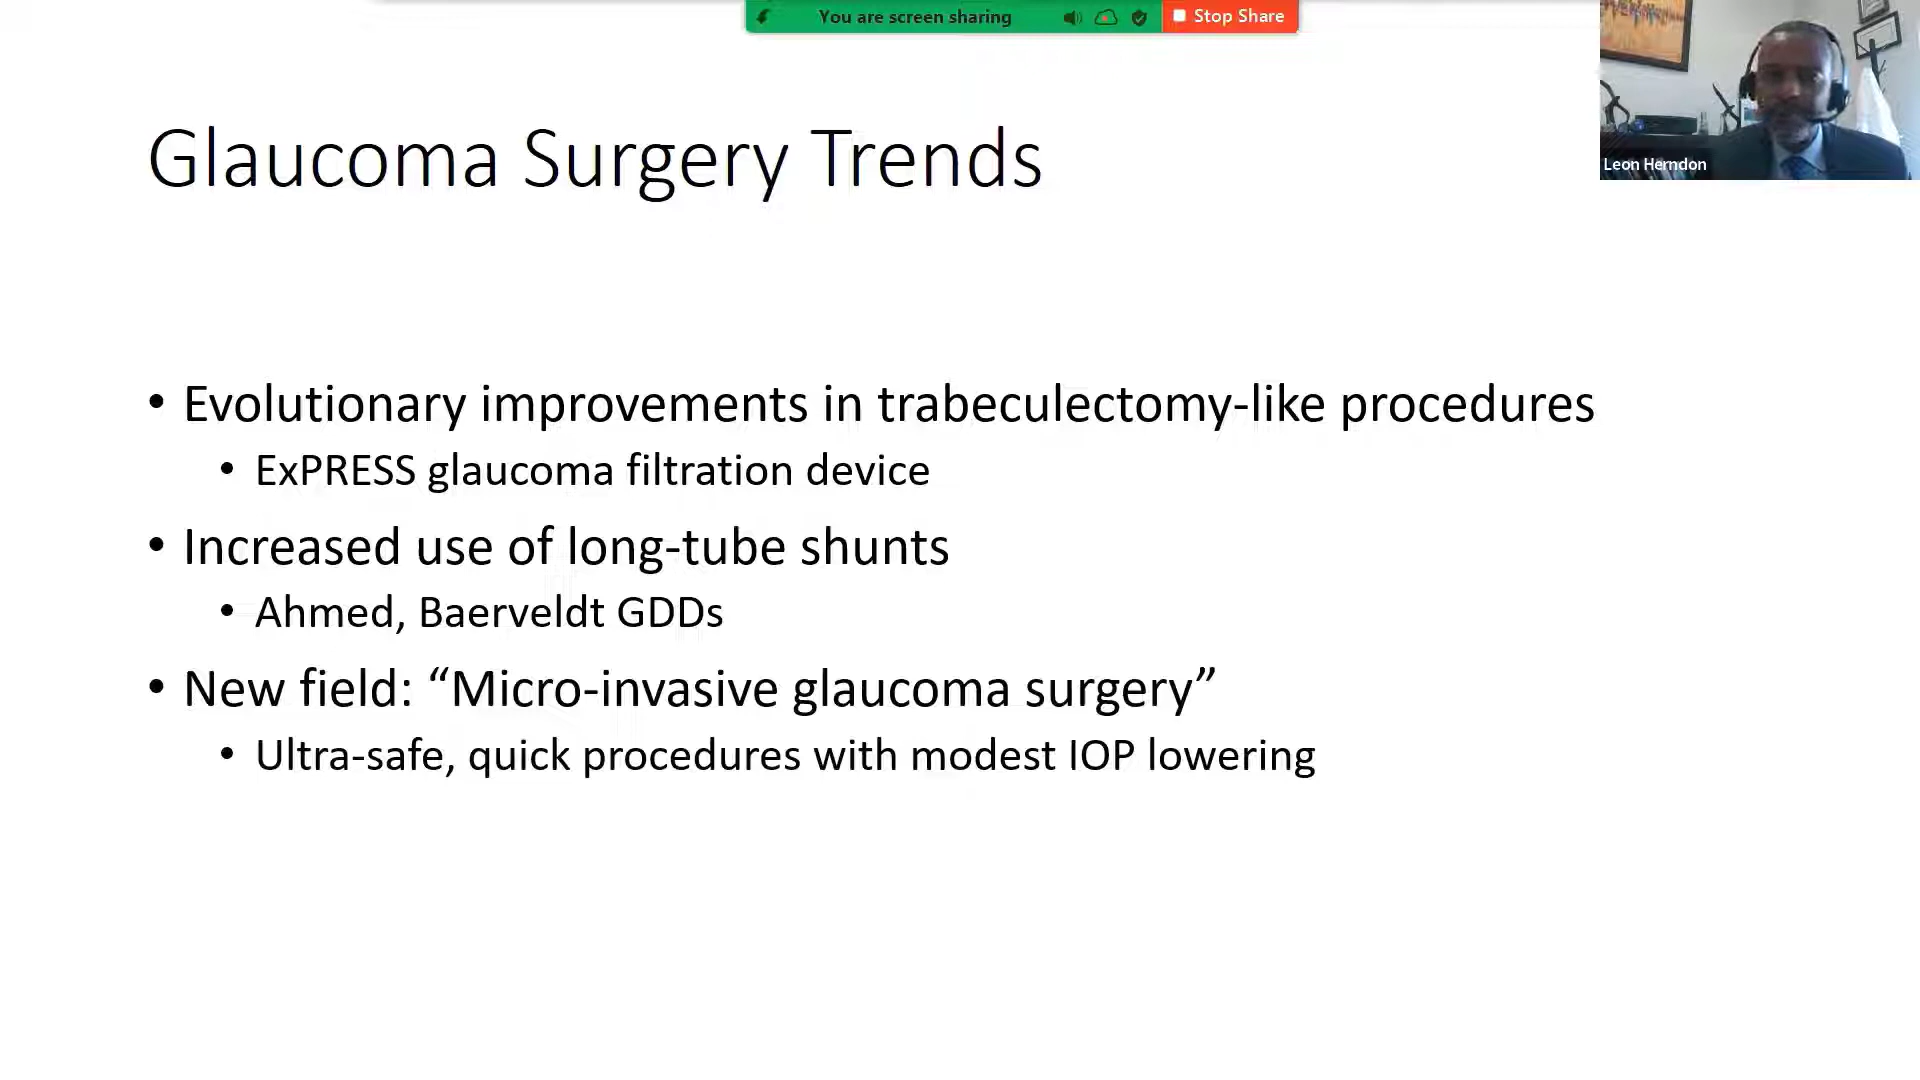 You are screen sharing
Stop Share
Leon Herndon
Glaucoma Surgery Trends
• Evolutionary improvements in trabeculectomy-like procedures
• ExPRESS glaucoma filtration device
• Increased use of long-tube shunts
• Ahmed, Baerveldt GDDs
• New field: “Micro-invasive glaucoma surgery”
• Ultra-safe, quick procedures with modest IOP lowering